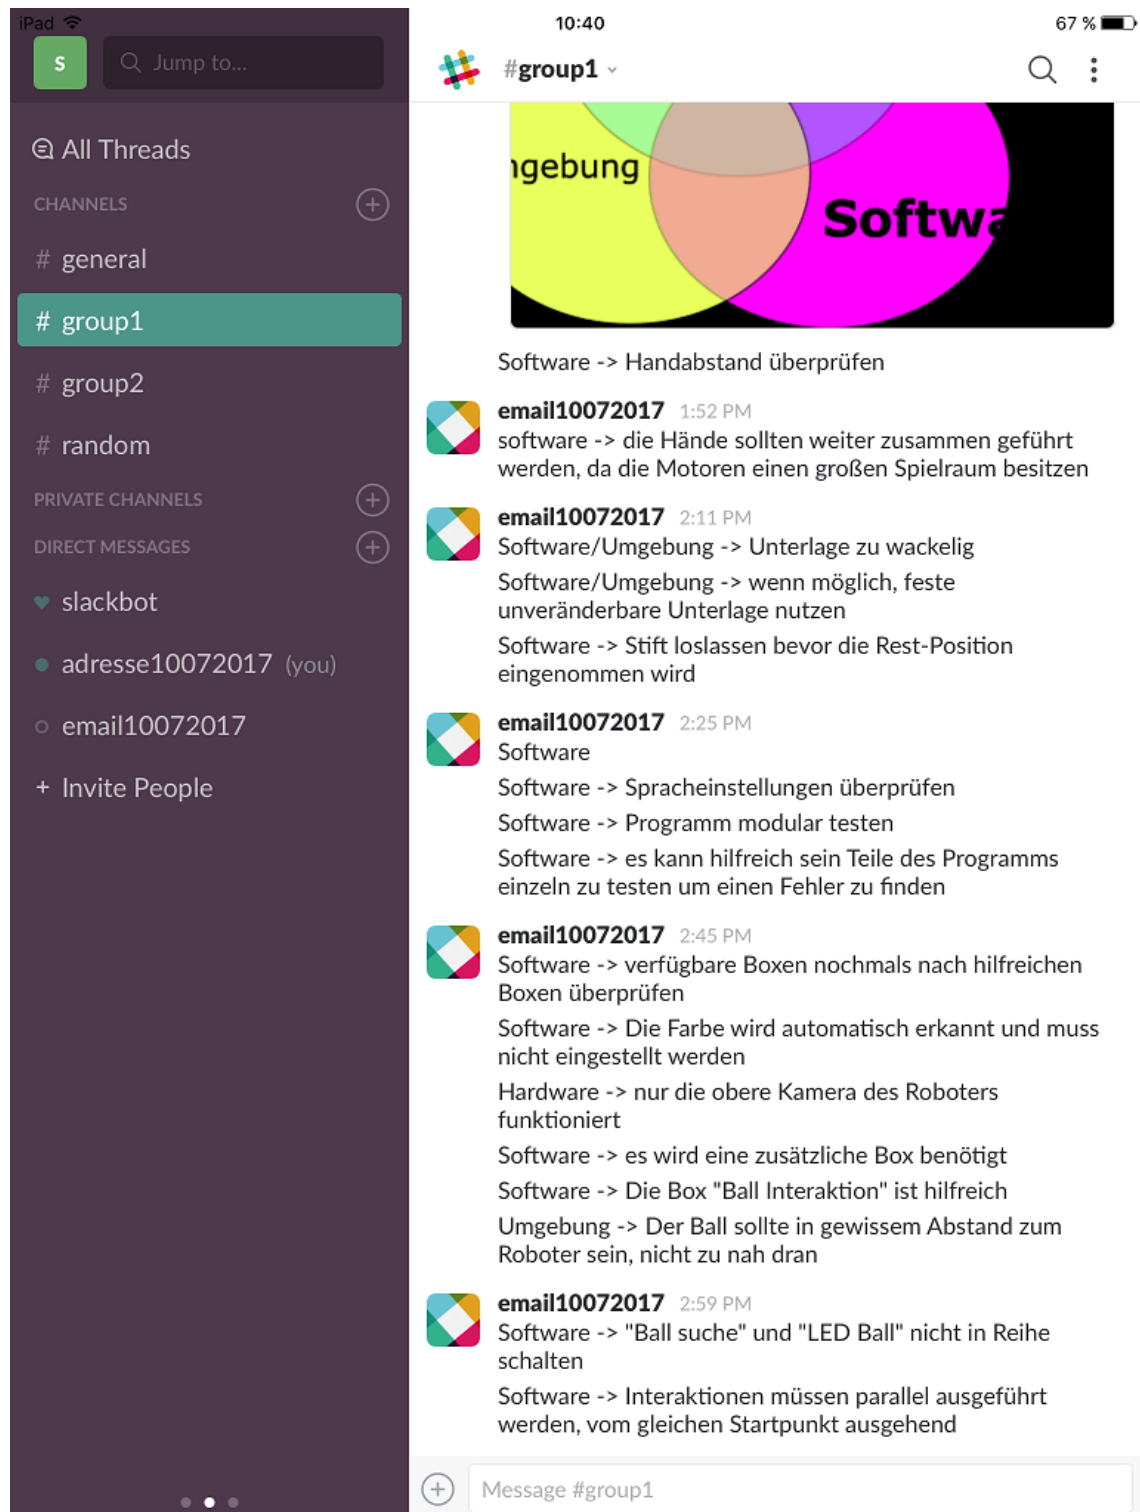 iPad
10:40
67 %
S
Jump to...
All Threads
CHANNELS
# general
# group1
# group2
# random
PRIVATE CHANNELS
DIRECT MESSAGES
slackbot
adresse10072017 (you)
email10072017
+ Invite People
#group1
ngebung
Softwa
Software -> Handabstand überprüfen
email10072017 1:52 PM
software -> die Hände sollten weiter zusammen geführt
werden, da die Motoren einen großen Spielraum besitzen
email10072017 2:11 PM
Software/Umgebung -> Unterlage zu wackelig
Software/Umgebung -> wenn möglich, feste
unveränderbare Unterlage nutzen
Software -> Stift loslassen bevor die Rest-Position
eingenommen wird
email10072017 2:25 PM
Software
Software -> Spracheinstellungen überprüfen
Software -> Programm modular testen
Software -> es kann hilfreich sein Teile des Programms
einzeln zu testen um einen Fehler zu finden
email10072017 2:45 PM
Software -> verfügbare Boxen nochmals nach hilfreichen
Boxen überprüfen
Software -> Die Farbe wird automatisch erkannt und muss
nicht eingestellt werden
Hardware -> nur die obere Kamera des Roboters
funktioniert
Software -> es wird eine zusätzliche Box benötigt
Software -> Die Box "Ball Interaktion" ist hilfreich
Umgebung -> Der Ball sollte in gewissem Abstand zum
Roboter sein, nicht zu nah dran
email10072017 2:59 PM
Software -> "Ball suche" und "LED Ball" nicht in Reihe
schalten
Software -> Interaktionen müssen parallel ausgeführt
werden, vom gleichen Startpunkt ausgehend
Message #group1